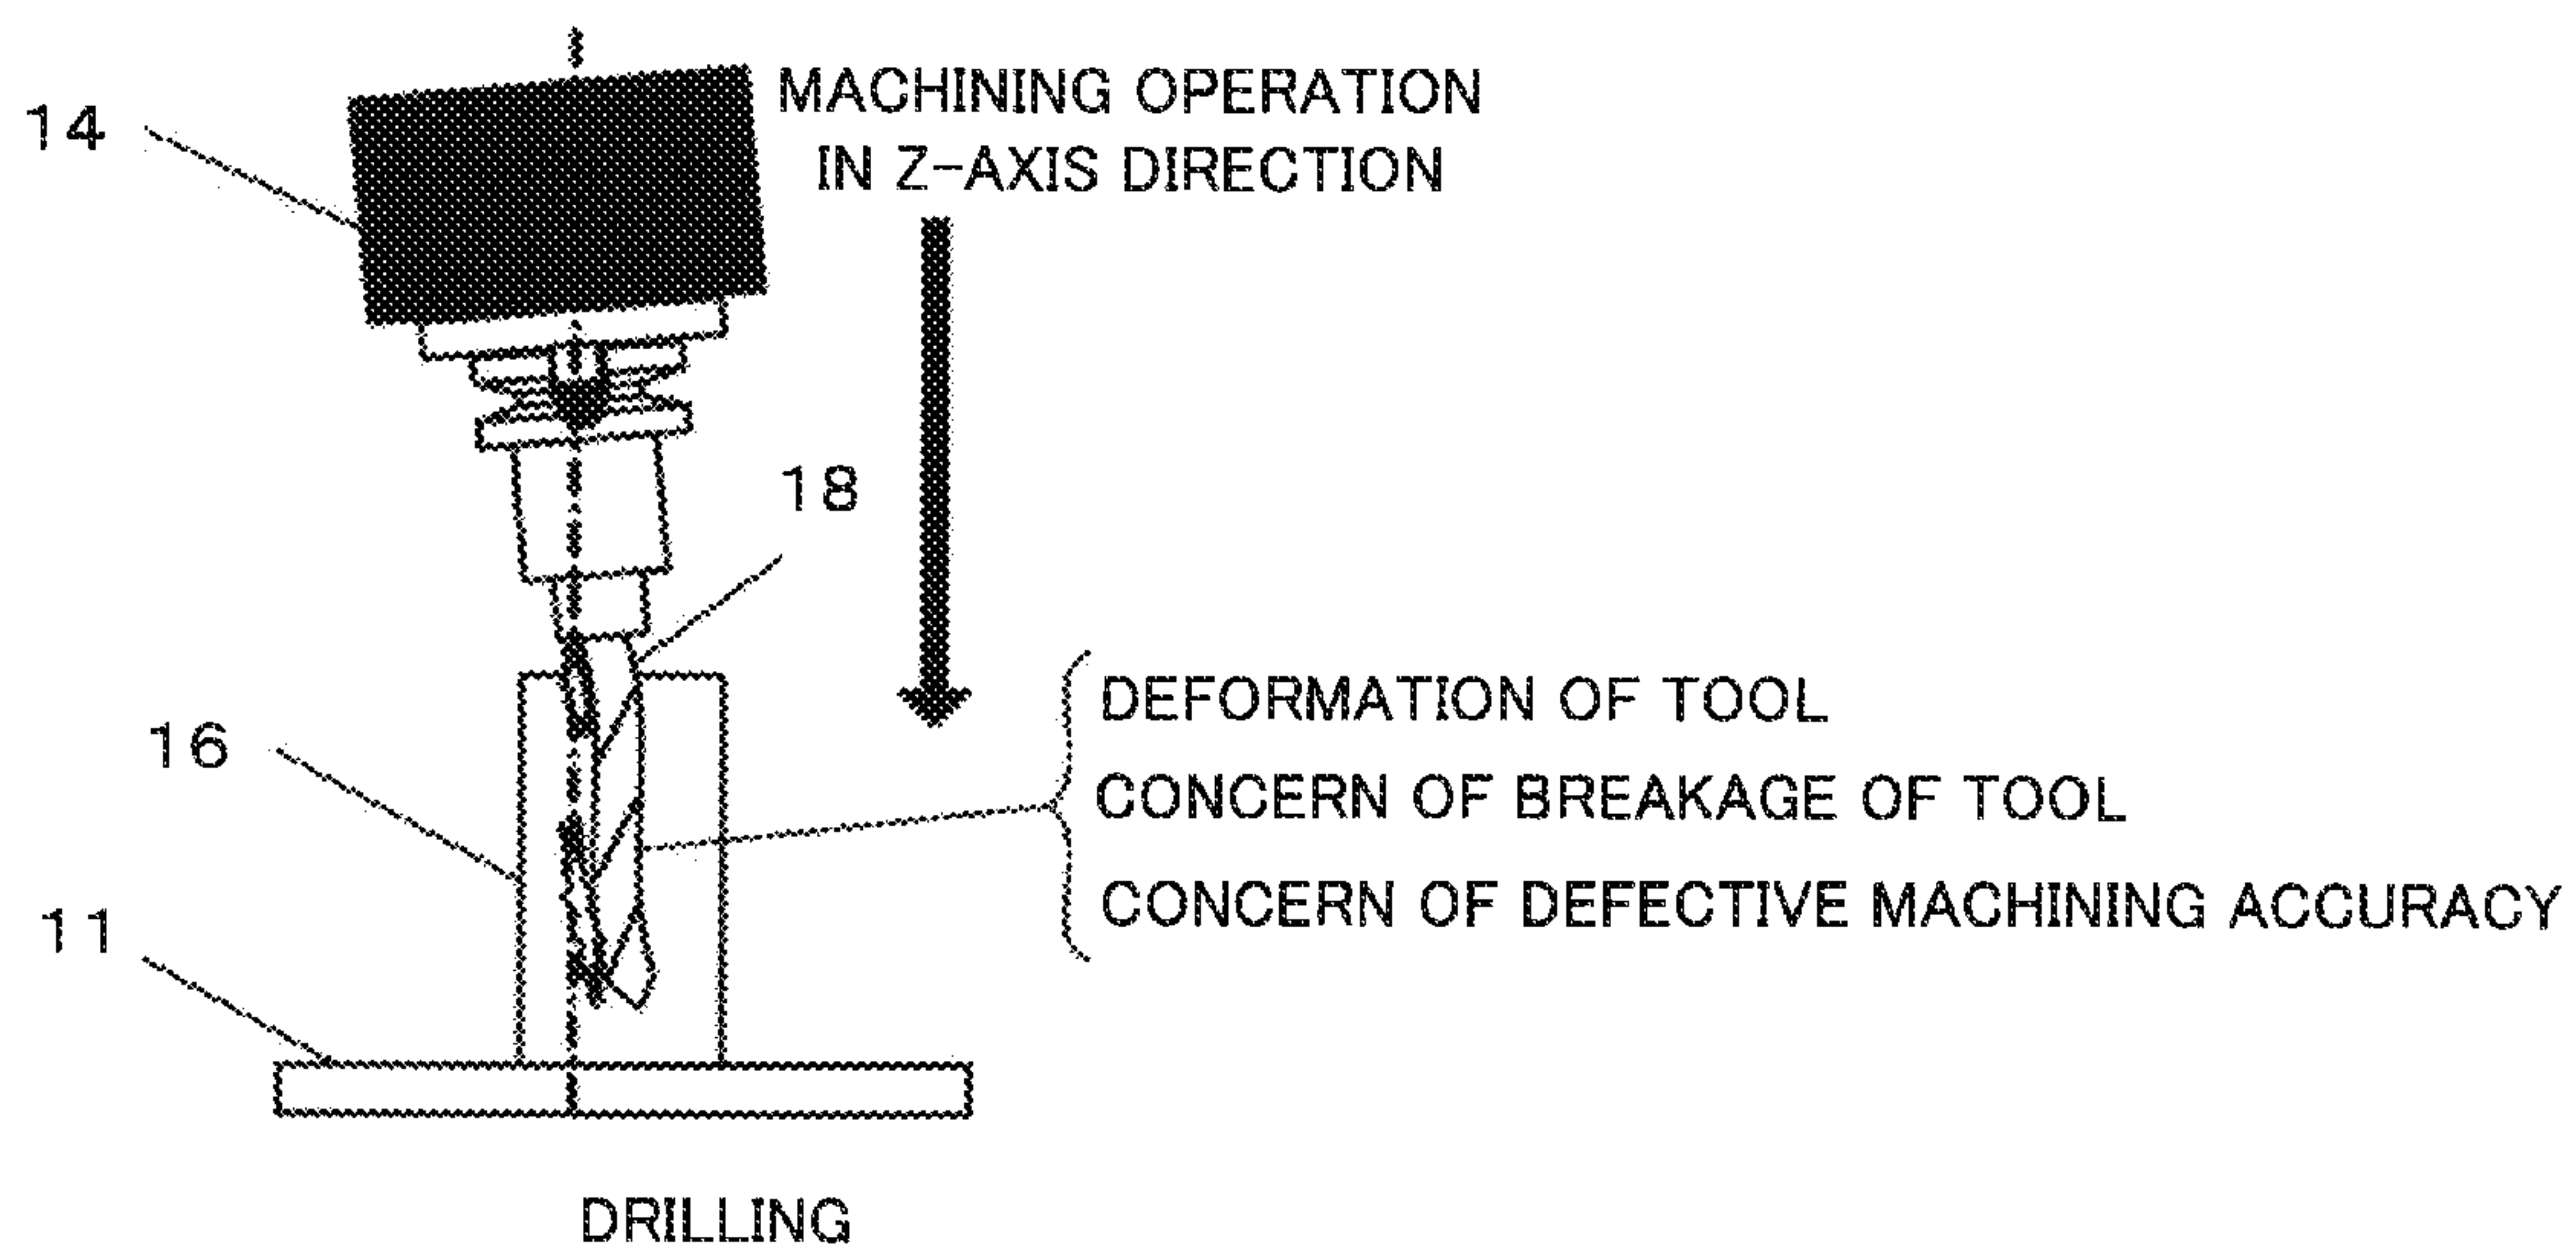 14
MACHINING OPERATION
IN Z-AXIS DIRECTION
18
16
11
DEFORMATION OF TOOL
CONCERN OF BREAKAGE OF TOOL
CONCERN OF DEFECTIVE MACHINING ACCURACY
DRILLING